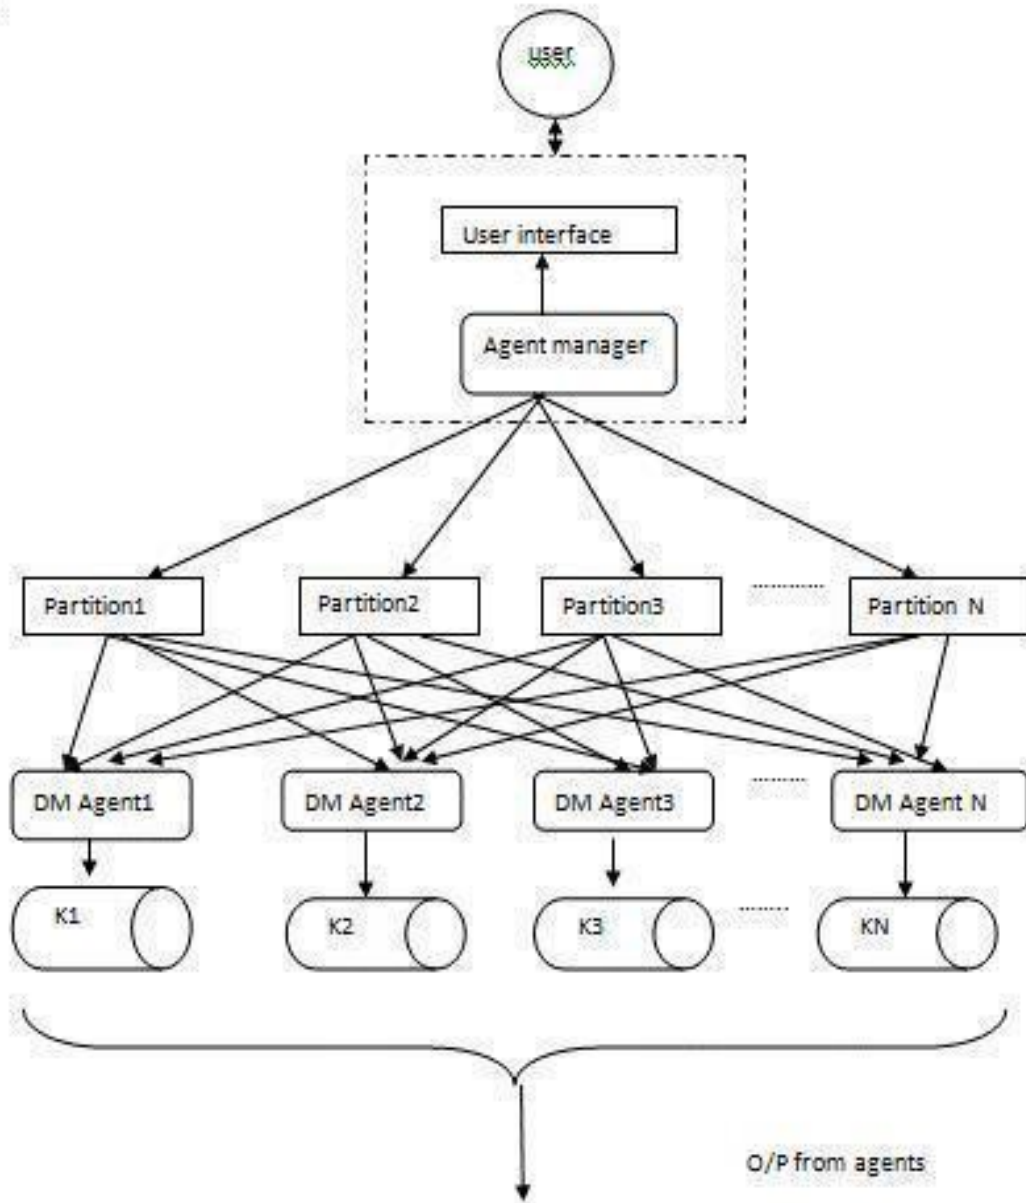 user
User interface
Agent manager
Partition1
Partition2
Partition3
Partition N
DM Agent1
DM Agent2
DM Agent3
DM Agent N
K1
K2
K3
KN
O/P from agents